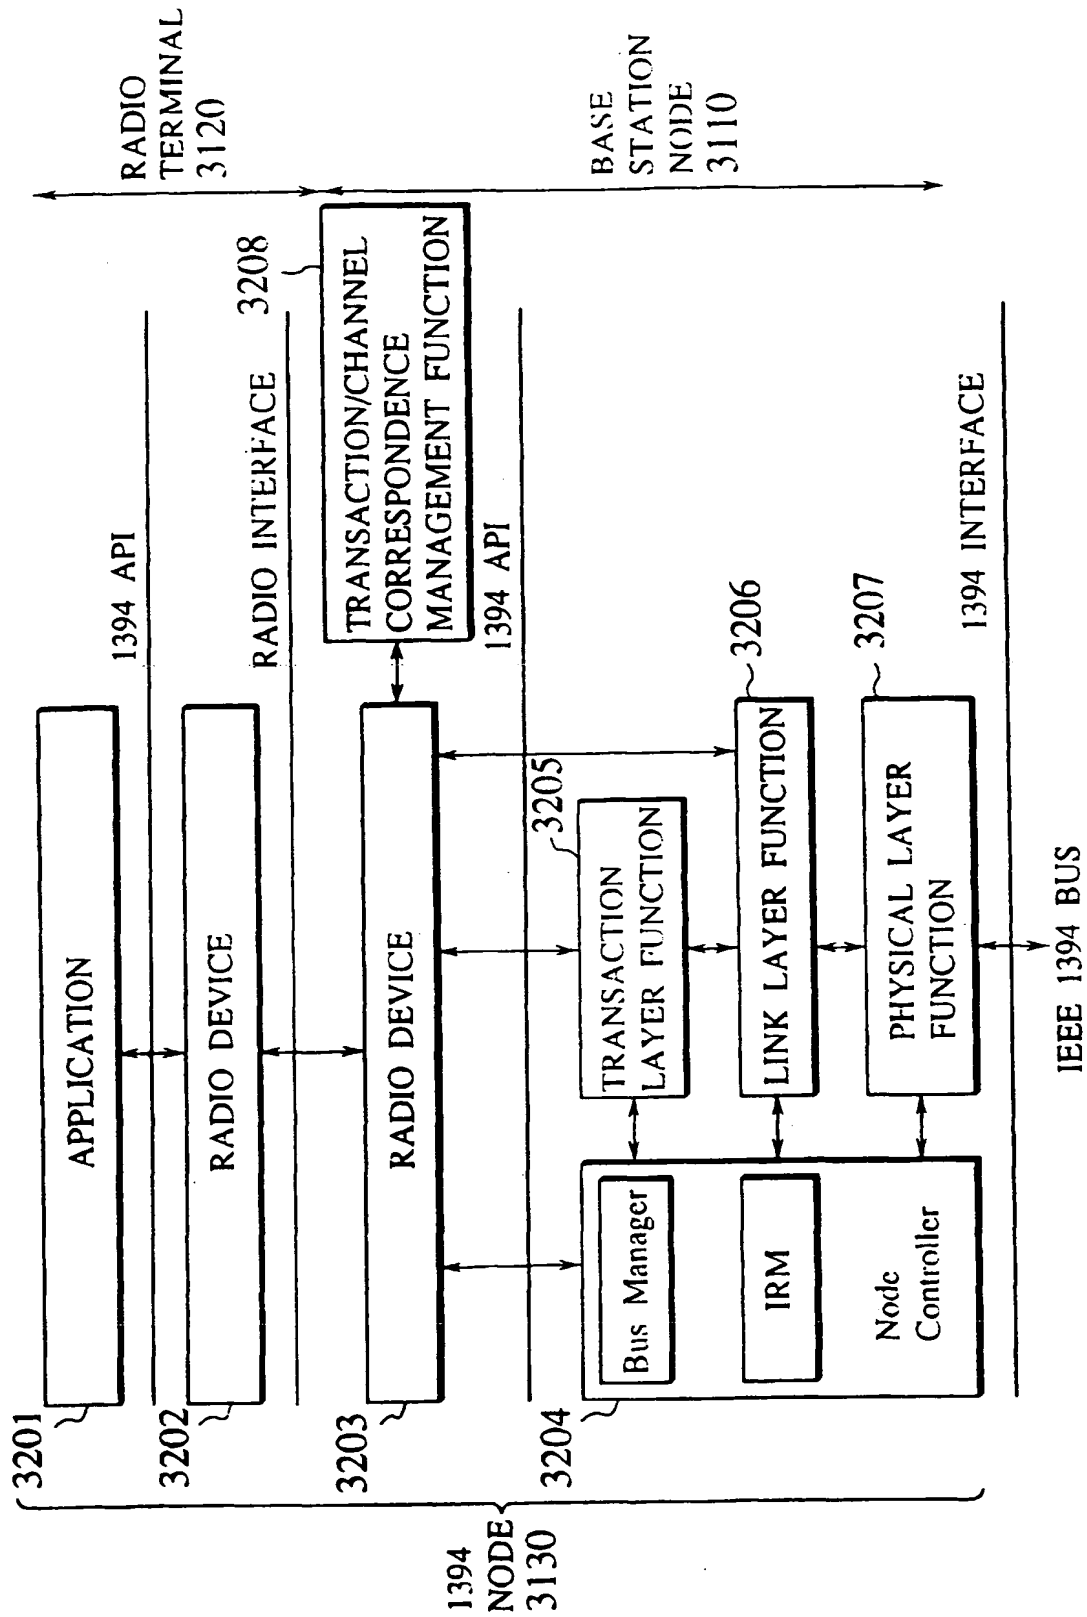 RADIO
TERMINAL
3120
BASE
STATION
NODE
3110
3201
APPLICATION
1394 API
3202
RADIO DEVICE
RADIO INTERFACE
3208
3203
RADIO DEVICE
TRANSACTION/CHANNEL
CORRESPONDENCE
MANAGEMENT FUNCTION
1394 API
3204
Bus Manager
IRM
Node
Controller
3205
TRANSACTION
LAYER FUNCTION
3206
LINK LAYER FUNCTION
3207
PHYSICAL LAYER
FUNCTION
1394 INTERFACE
IEEE 1394 BUS
1394
NODE
3130